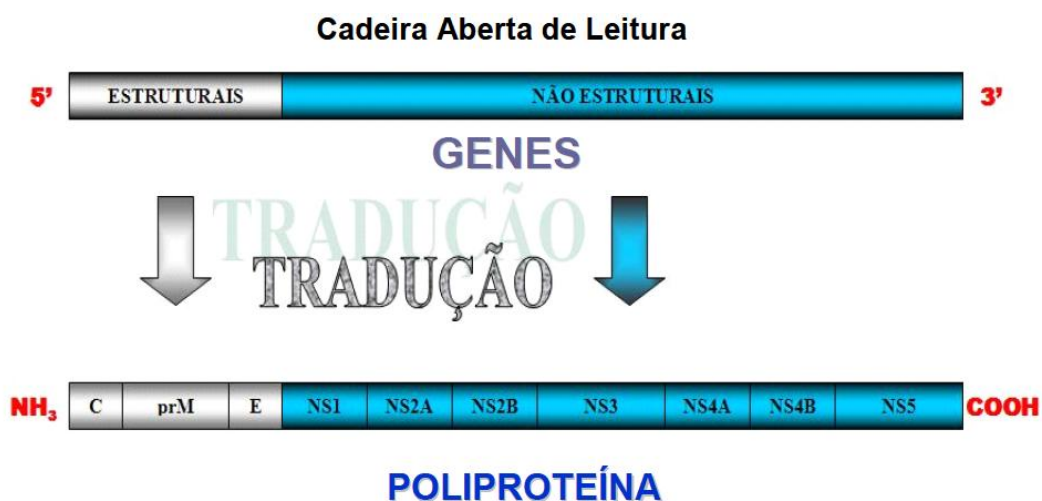 Cadeira Aberta de Leitura
5' ESTRUTURAIS NÃO ESTRUTURAIS 3'
GENES
TRADUÇÃO
NH₃ C prM E NS1 NS2A NS2B NS3 NS4A NS4B NS5 COOH
POLIPROTEÍNA